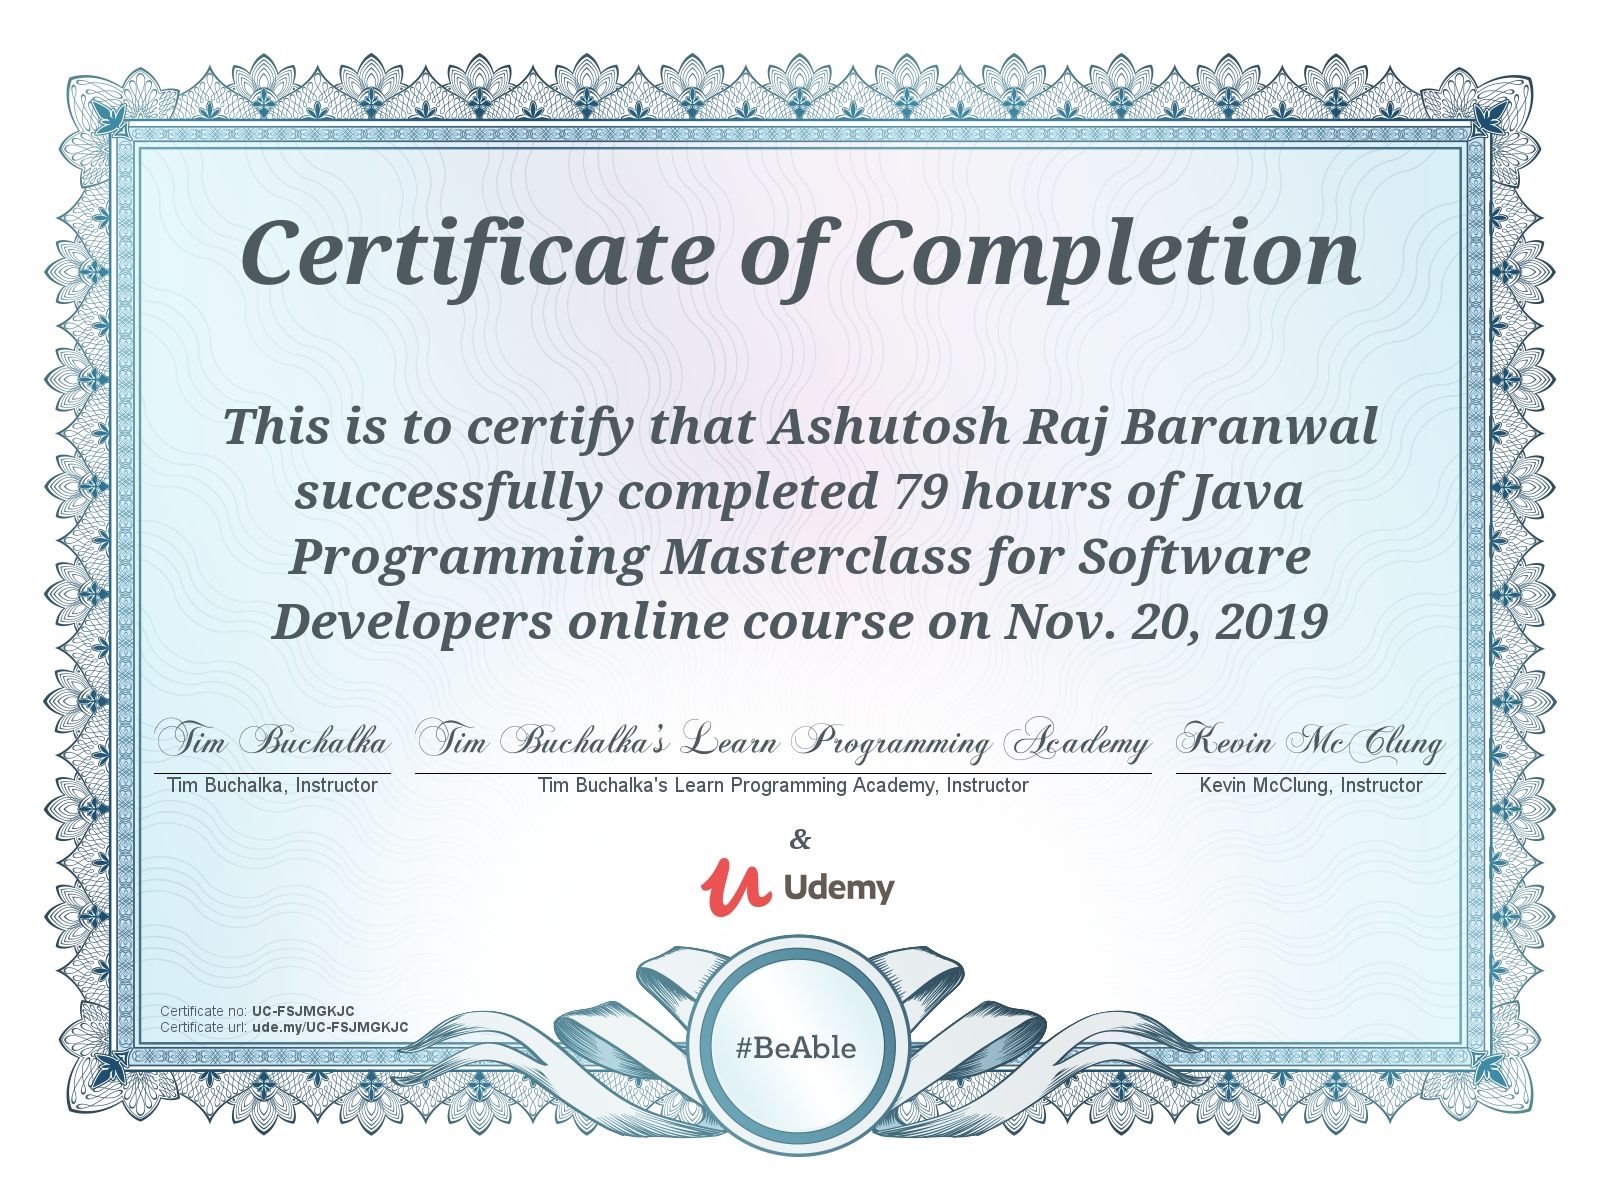 Certificate of Completion
This is to certify that Ashutosh Raj Baranwal
successfully completed 79 hours of Java
Programming Masterclass for Software
Developers online course on Nov. 20, 2019
Tim Buchalka
Tim Buchalka's Learn Programming Academy
Kevin McClung
Tim Buchalka, Instructor
Tim Buchalka's Learn Programming Academy, Instructor
Kevin McClung, Instructor
&
Udemy
Certificate no: UC-FSJMGKJC
Certificate url: ude.my/UC-FSJMGKJC
#BeAble